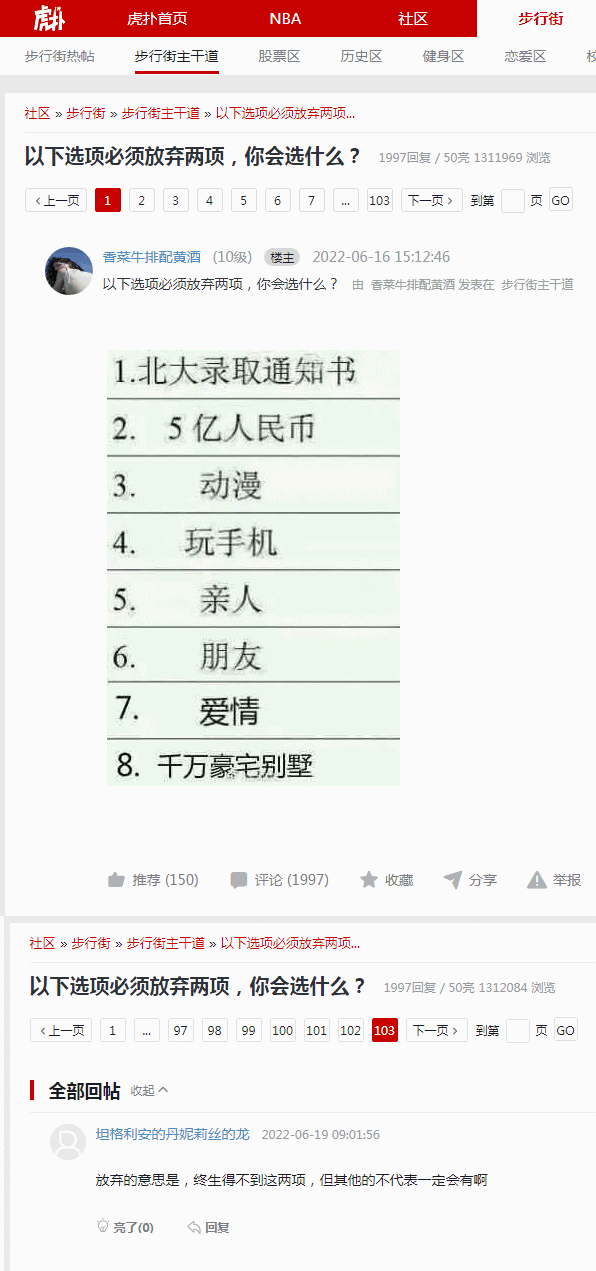 虎扑 虎扑首页 NBA 社区 步行街
步行街热帖 步行街主干道 股票区 历史区 健身区 恋爱区
社区 » 步行街 » 步行街主干道 » 以下选项必须放弃两项...
以下选项必须放弃两项，你会选什么？ 1997回复 / 50亮 1311969 浏览
‹ 上一页 1 2 3 4 5 6 7 ... 103 下一页 › 到第 页 GO
香菜牛排配黄酒 (10级) 楼主 2022-06-16 15:12:46
以下选项必须放弃两项，你会选什么？ 由 香菜牛排配黄酒 发表在 步行街主干道
1.北大录取通知书
2. 5 亿人民币
3. 动漫
4. 玩手机
5. 亲人
6. 朋友
7. 爱情
8. 千万豪宅别墅
推荐 (150) 评论 (1997) 收藏 分享 举报
社区 » 步行街 » 步行街主干道 » 以下选项必须放弃两项...
以下选项必须放弃两项，你会选什么？ 1997回复 / 50亮 1312084 浏览
‹ 上一页 1 ... 97 98 99 100 101 102 103 下一页 › 到第 页 GO
全部回帖 收起
坦格利安的丹妮莉丝的龙 2022-06-19 09:01:56
放弃的意思是，终生得不到这两项，但其他的不代表一定会有啊
亮了(0) 回复